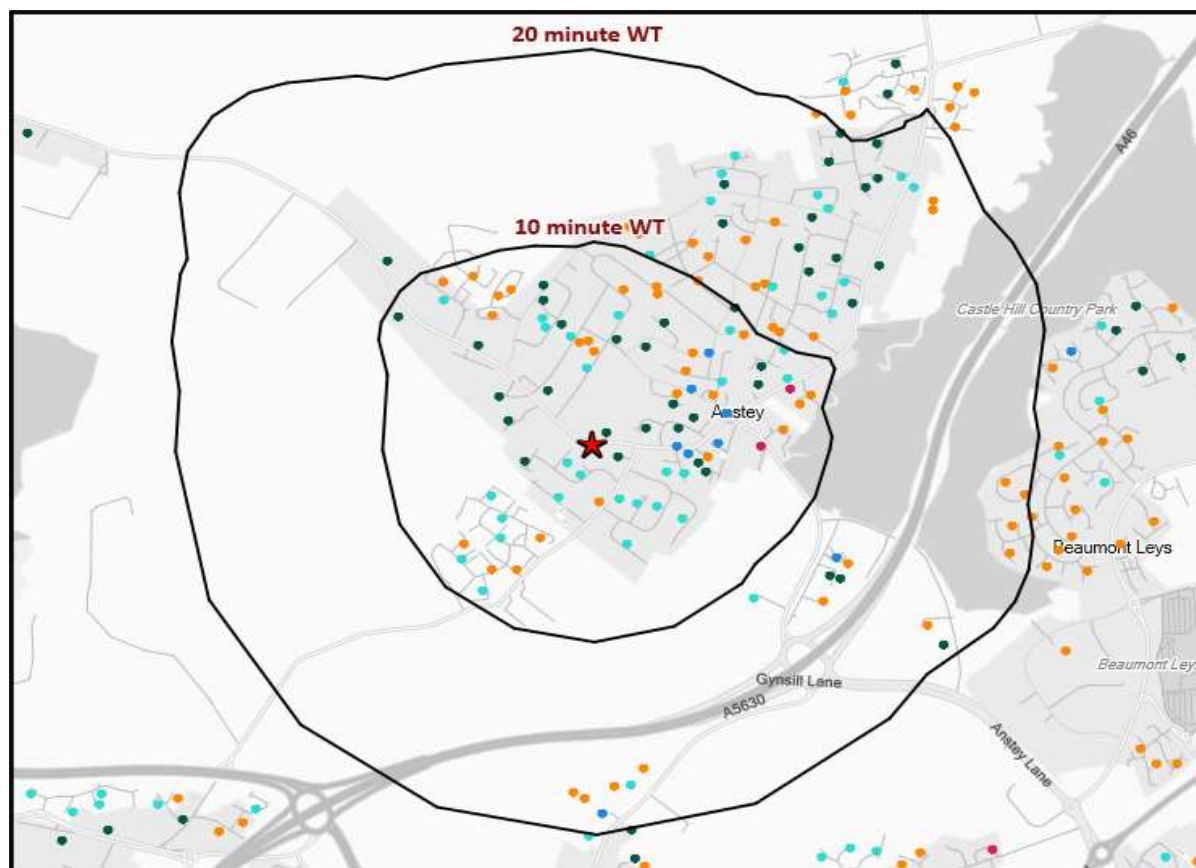 20 minute WT
A46
10 minute WT
Castle Hill Country Park
Anstey
Beaumont Leys
Beaumont Leys
Gynsill Lane
A5630
Anstey Lane